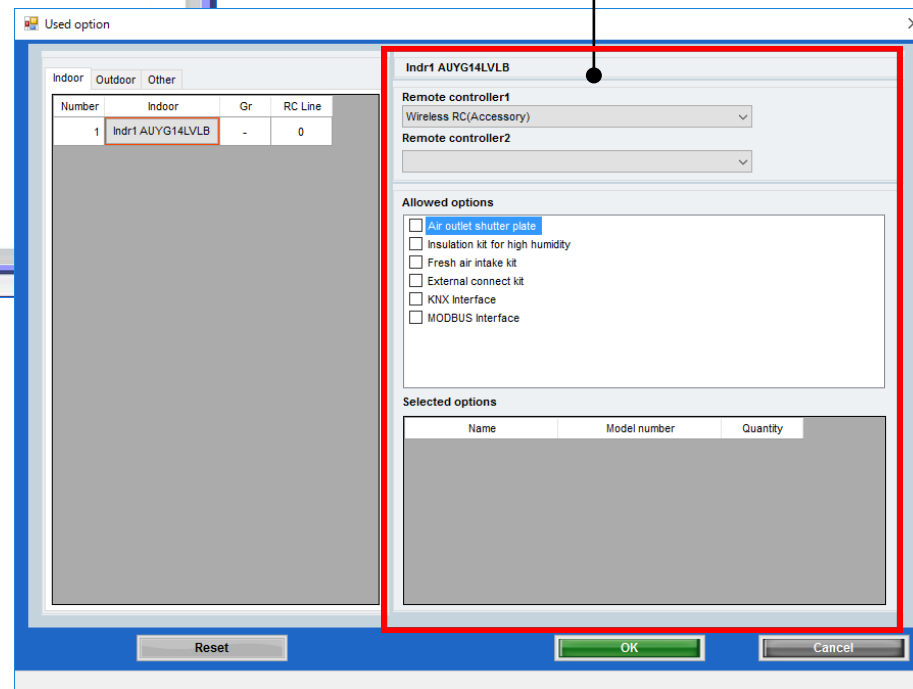 Used option
Indoor Outdoor Other
Number Indoor Gr RC Line
1 Indr1 AUYG14LVLB - 0
Indr1 AUYG14LVLB
Remote controller1
Wireless RC(Accessory)
Remote controller2
Allowed options
Air outlet shutter plate
Insulation kit for high humidity
Fresh air intake kit
External connect kit
KNX Interface
MODBUS Interface
Selected options
Name Model number Quantity
Reset OK Cancel